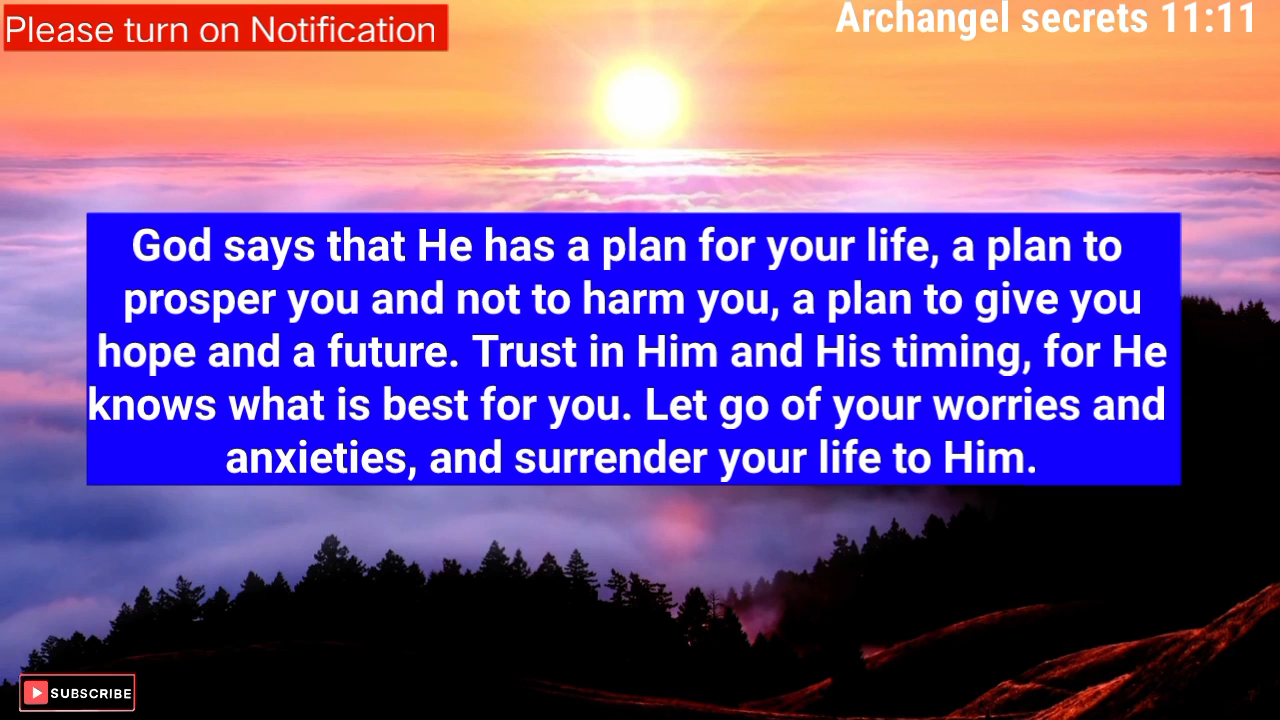 Please turn on Notification
Archangel secrets 11:11
God says that He has a plan for your life, a plan to
prosper you and not to harm you, a plan to give you
hope and a future. Trust in Him and His timing, for He
knows what is best for you. Let go of your worries and
anxieties, and surrender your life to Him.
SUBSCRIBE